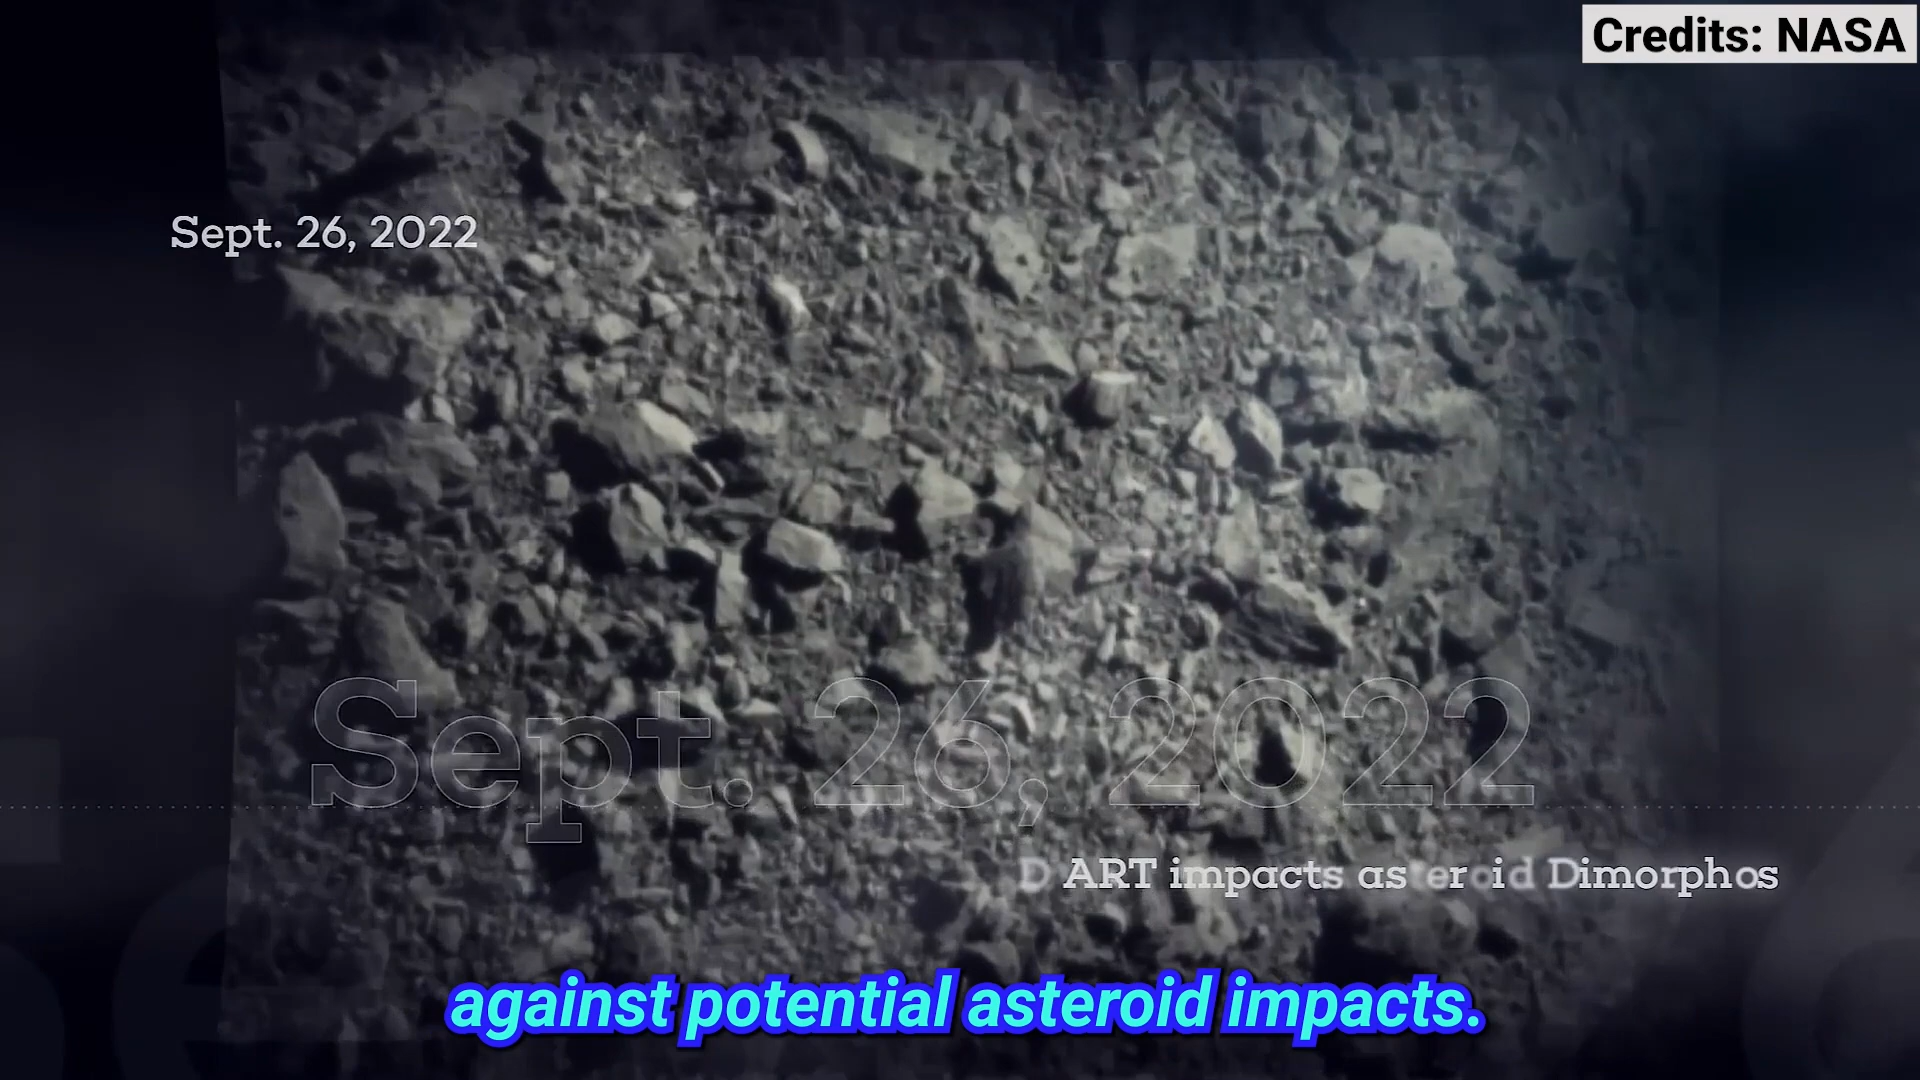 Credits: NASA
Sept. 26, 2022
Sept. 26, 2022
DART impacts asteroid Dimorphos
against potential asteroid impacts.